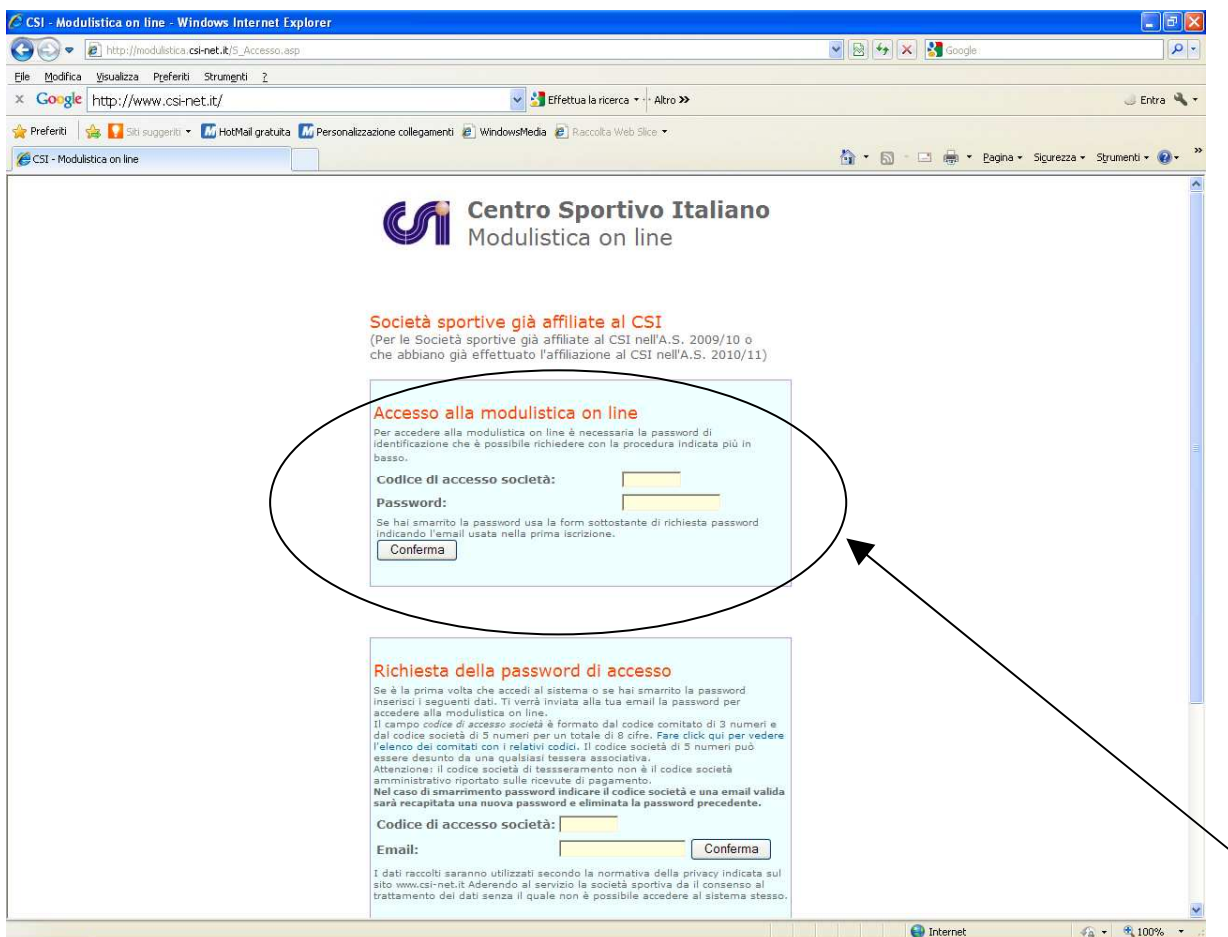 CSI - Modulistica on line - Windows Internet Explorer
http://modulistica.csi-net.it/S_Accesso.asp
Google
File Modifica Visualizza Preferiti Strumenti ?
x Google http://www.csi-net.it/ Effettua la ricerca Altro » Entra
Preferiti Siti suggeriti HotMail gratuita Personalizzazione collegamenti WindowsMedia Raccolta Web Slice
CSI - Modulistica on line Pagina Sicurezza Strumenti »
csi Centro Sportivo Italiano
Modulistica on line
Società sportive già affiliate al CSI
(Per le Società sportive già affiliate al CSI nell'A.S. 2009/10 o
che abbiano già effettuato l'affiliazione al CSI nell'A.S. 2010/11)
Accesso alla modulistica on line
Per accedere alla modulistica on line è necessaria la password di
identificazione che è possibile richiedere con la procedura indicata più in
basso.
Codice di accesso società:
Password:
Se hai smarrito la password usa la form sottostante di richiesta password
indicando l'email usata nella prima iscrizione.
Conferma
Richiesta della password di accesso
Se è la prima volta che accedi al sistema o se hai smarrito la password
inserisci i seguenti dati. Ti verrà inviata alla tua email la password per
accedere alla modulistica on line.
Il campo codice di accesso società è formato dal codice comitato di 3 numeri e
dal codice società di 5 numeri per un totale di 8 cifre. Fare click qui per vedere
l'elenco dei comitati con i relativi codici. Il codice società di 5 numeri può
essere desunto da una qualsiasi tessera associativa.
Attenzione: il codice società di tessseramento non è il codice società
amministrativo riportato sulle ricevute di pagamento.
Nel caso di smarrimento password indicare il codice società e una email valida
sarà recapitata una nuova password e eliminata la password precedente.
Codice di accesso società:
Email: Conferma
I dati raccolti saranno utilizzati secondo la normativa della privacy indicata sul
sito www.csi-net.it Aderendo al servizio la società sportiva da il consenso al
trattamento dei dati senza il quale non è possibile accedere al sistema stesso.
Internet 100%